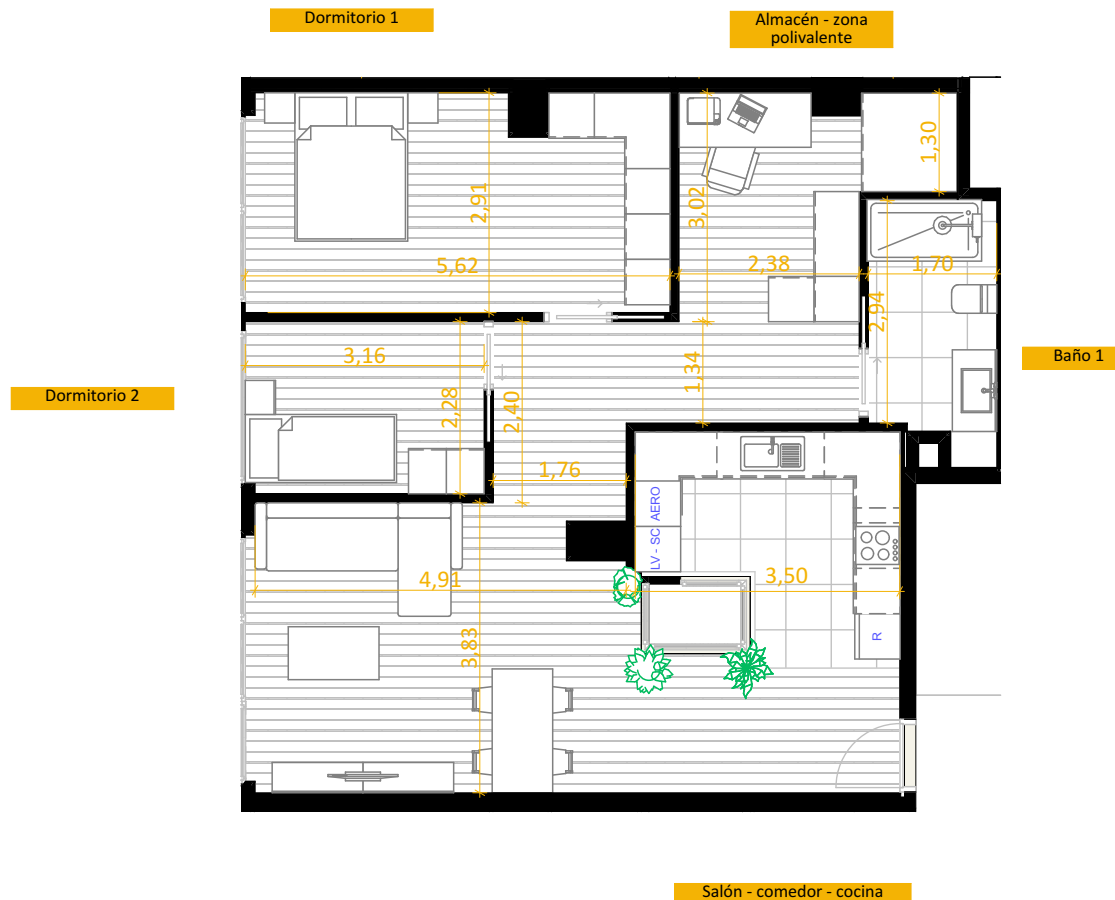 Dormitorio 1
Almacén - zona
polivalente
1,30
2,91
3,02
5,62
2,38
1,70
2,94
3,16
1,34
Baño 1
Dormitorio 2
2,28
2,40
1,76
AERO
LV - SC
4,91
3,50
3,83
R
Salón - comedor - cocina